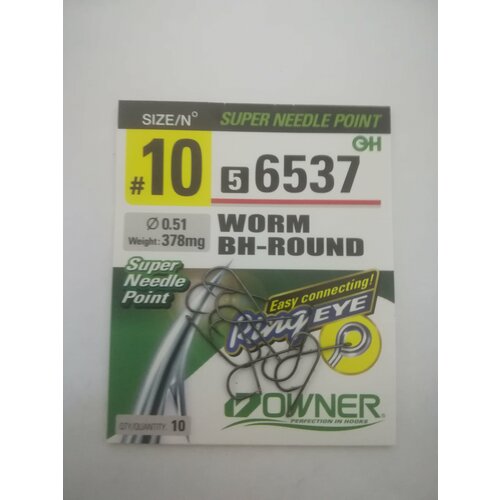 SIZE/N°
SUPER NEEDLE POINT
OH
#10
5 6537
Ø 0.51
Weight: 378mg
WORM
BH-ROUND
Super
Needle
Point
Easy connecting!
Ring EYE
OWNER®
PERFECTION IN HOOKS
QTY/QUANTITY: 10